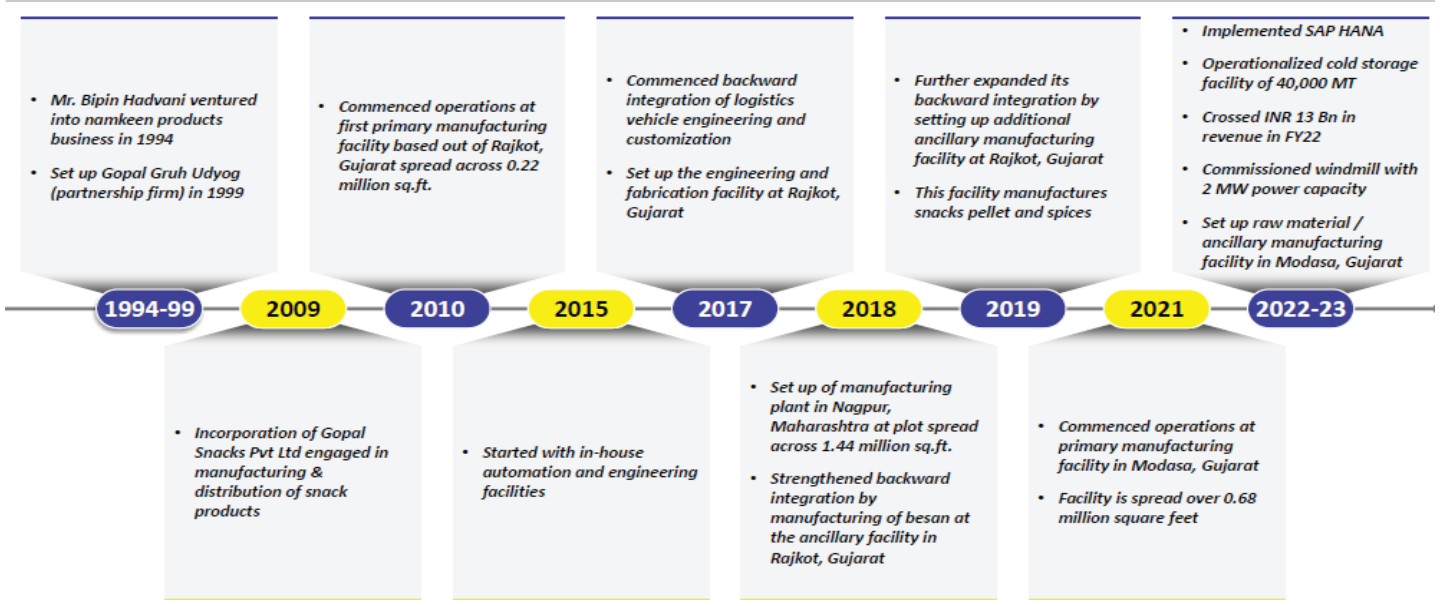 • Mr. Bipin Hadvani ventured
into namkeen products
business in 1994
• Set up Gopal Gruh Udyog
(partnership firm) in 1999
• Commenced operations at
first primary manufacturing
facility based out of Rajkot,
Gujarat spread across 0.22
million sq.ft.
• Commenced backward
integration of logistics
vehicle engineering and
customization
• Set up the engineering and
fabrication facility at Rajkot,
Gujarat
• Further expanded its
backward integration by
setting up additional
ancillary manufacturing
facility at Rajkot, Gujarat
• This facility manufactures
snacks pellet and spices
• Implemented SAP HANA
• Operationalized cold storage
facility of 40,000 MT
• Crossed INR 13 Bn in
revenue in FY22
• Commissioned windmill with
2 MW power capacity
• Set up raw material /
ancillary manufacturing
facility in Modasa, Gujarat
1994-99 2009 2010 2015 2017 2018 2019 2021 2022-23
• Incorporation of Gopal
Snacks Pvt Ltd engaged in
manufacturing &
distribution of snack
products
• Started with in-house
automation and engineering
facilities
• Set up of manufacturing
plant in Nagpur,
Maharashtra at plot spread
across 1.44 million sq.ft.
• Strengthened backward
integration by
manufacturing of besan at
the ancillary facility in
Rajkot, Gujarat
• Commenced operations at
primary manufacturing
facility in Modasa, Gujarat
• Facility is spread over 0.68
million square feet